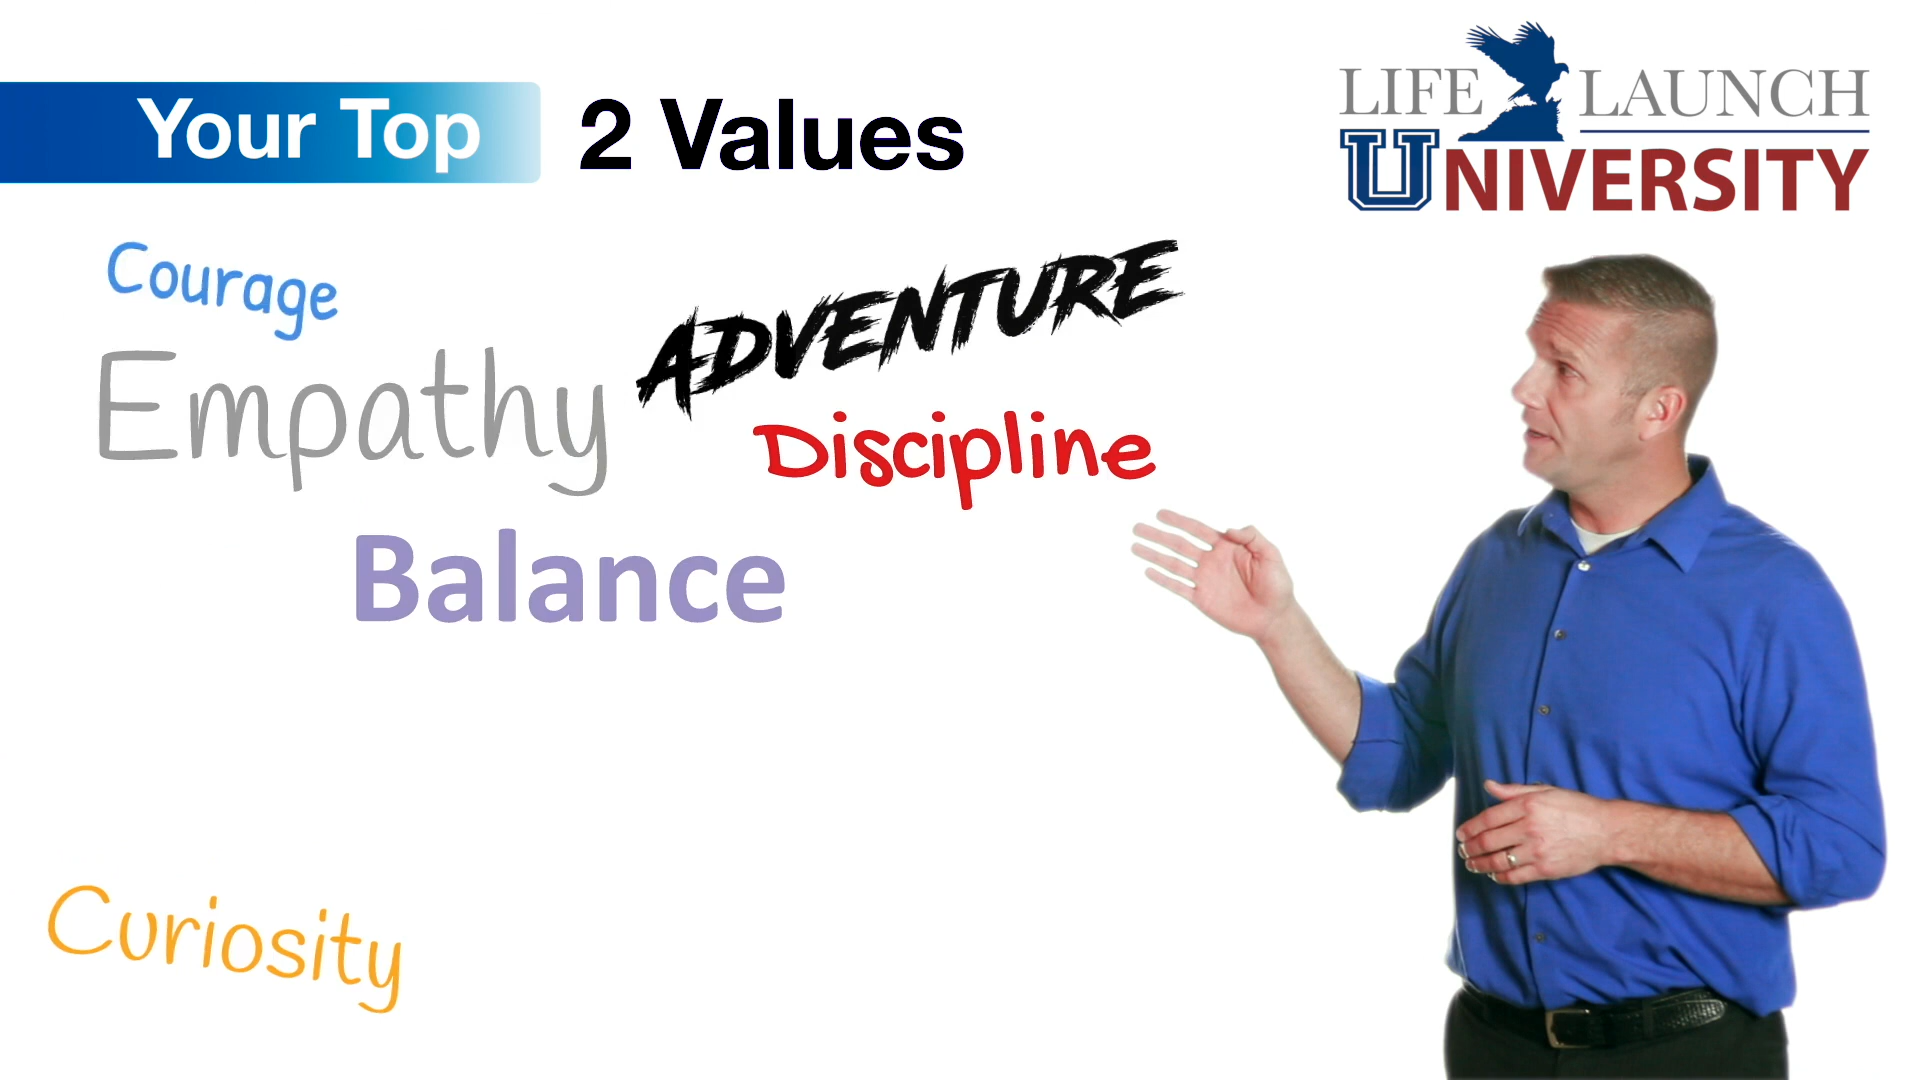 Your Top 2 Values
LIFE LAUNCH
UNIVERSITY
Courage
ADVENTURE
Empathy
Discipline
Balance
Curiosity